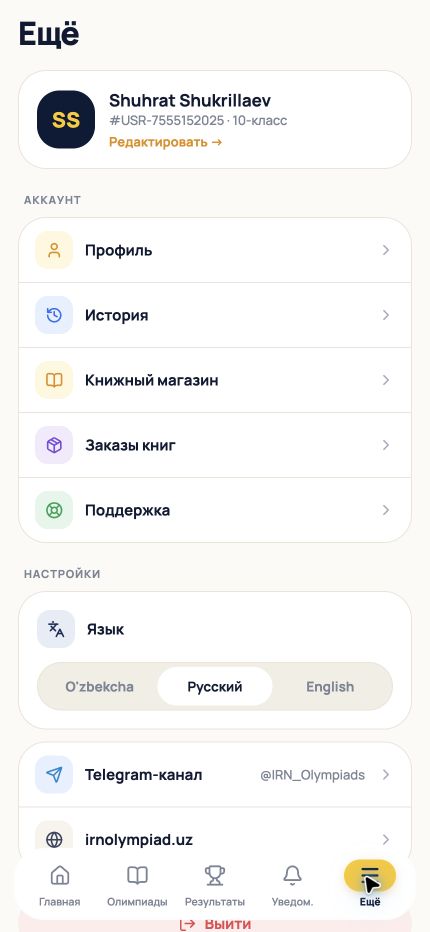 Ещё
SS
Shuhrat Shukrillaev
#USR-7555152025 · 10-класс
Редактировать →
АККАУНТ
Профиль
История
Книжный магазин
Заказы книг
Поддержка
НАСТРОЙКИ
Язык
O'zbekcha Русский English
Telegram-канал @IRN_Olympiads
irnolympiad.uz
Главная Олимпиады Результаты Уведом. Ещё
Выйти